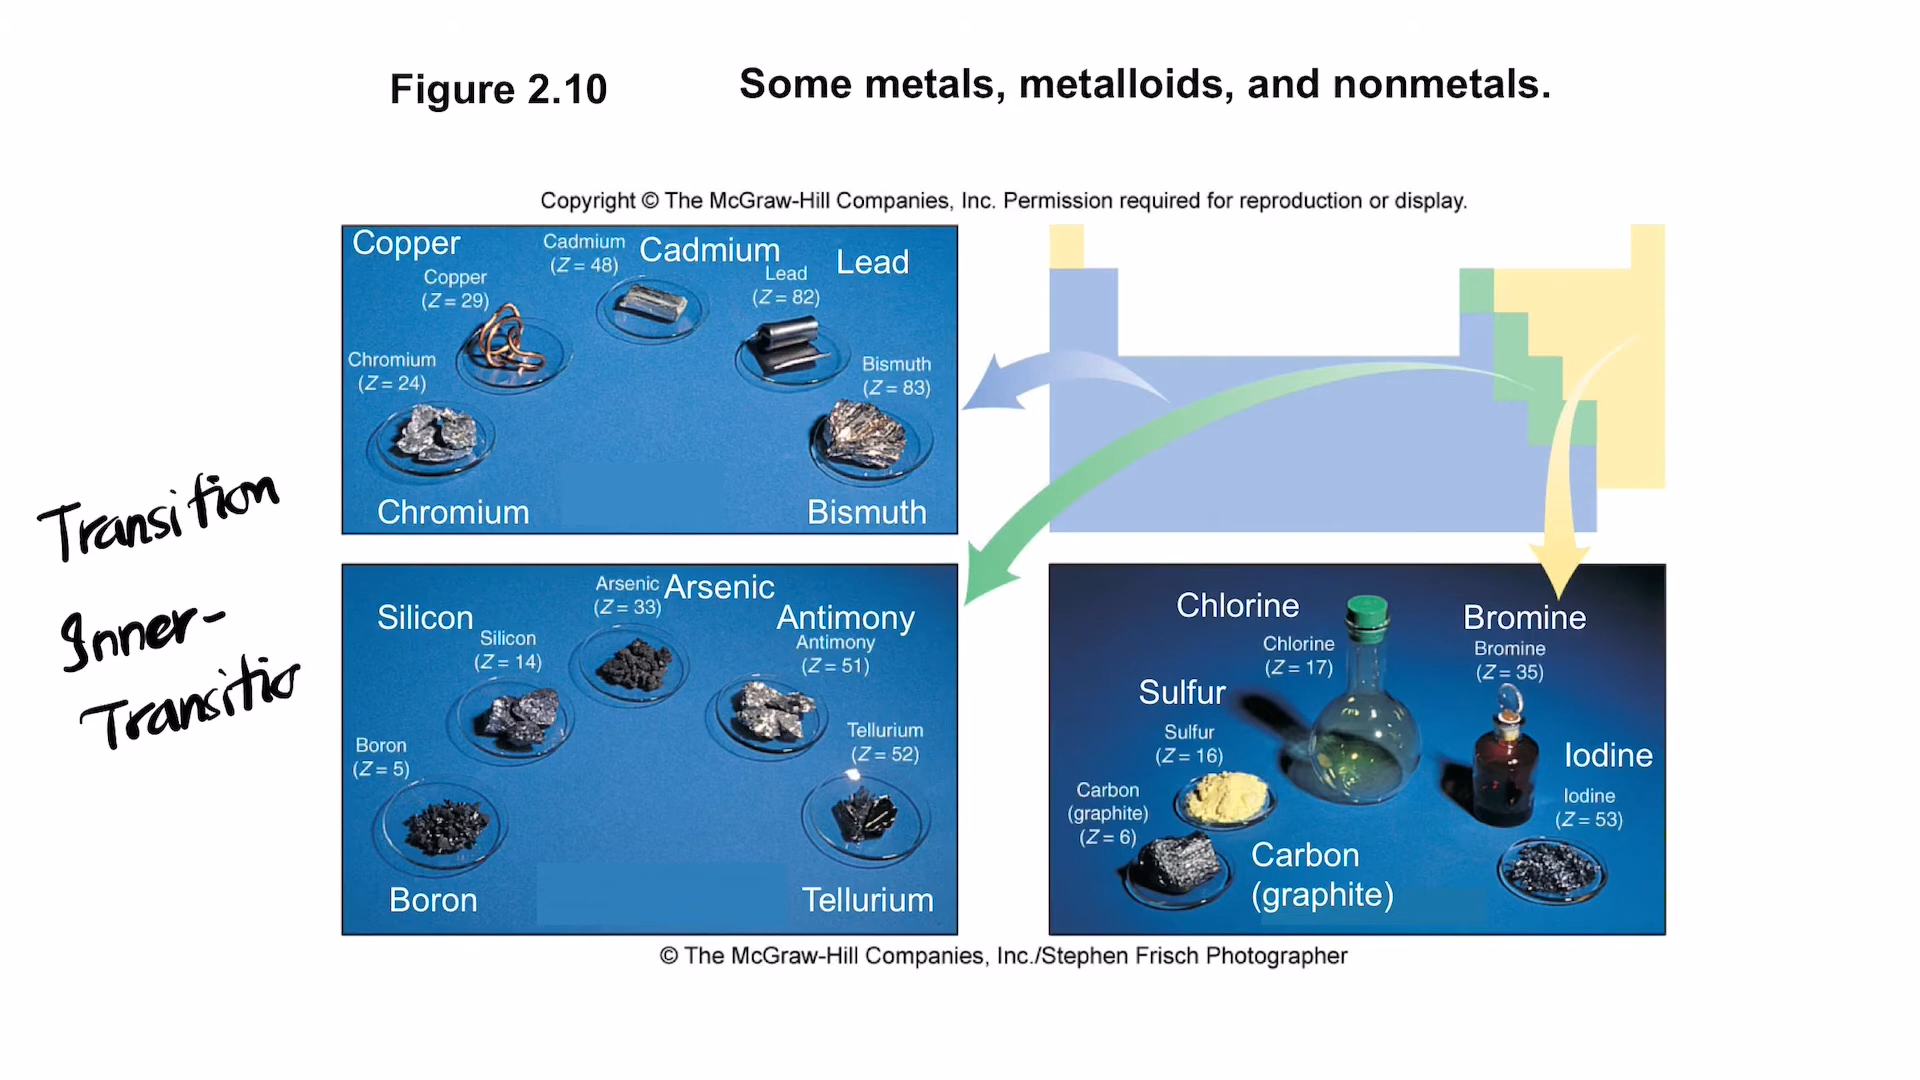 Figure 2.10
Some metals, metalloids, and nonmetals.
Copyright © The McGraw-Hill Companies, Inc. Permission required for reproduction or display.
Copper
Copper
(Z = 29)
Cadmium
(Z = 48)
Cadmium
Lead
Lead
(Z = 82)
Chromium
(Z = 24)
Bismuth
(Z = 83)
Chromium
Bismuth
Transition
Inner-
Transitio
Silicon
Silicon
(Z = 14)
Arsenic
(Z = 33)
Arsenic
Antimony
Antimony
(Z = 51)
Boron
(Z = 5)
Tellurium
(Z = 52)
Boron
Tellurium
Chlorine
Chlorine
(Z = 17)
Bromine
Bromine
(Z = 35)
Sulfur
Sulfur
(Z = 16)
Iodine
Iodine
(Z = 53)
Carbon
(graphite)
(Z = 6)
Carbon
(graphite)
© The McGraw-Hill Companies, Inc./Stephen Frisch Photographer